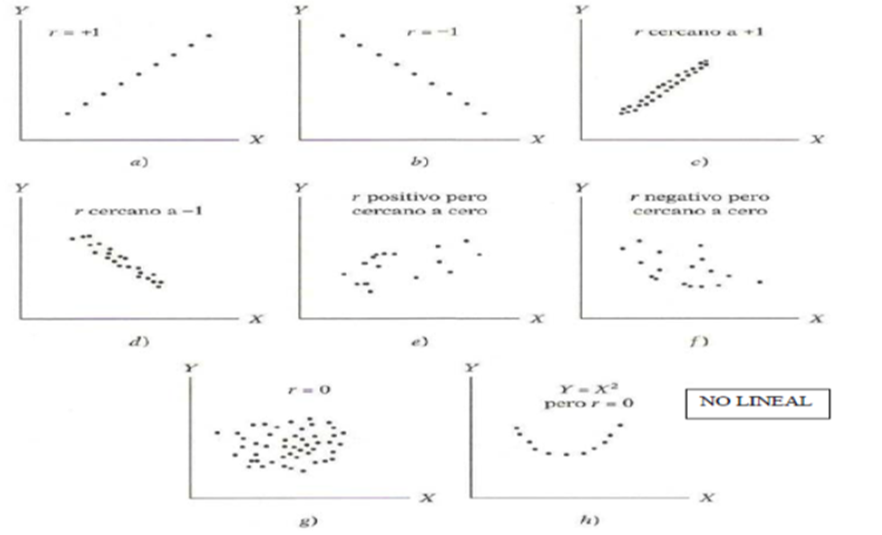 Y
r = +1
X
a)
Y
r = −1
X
b)
Y
r cercano a +1
X
c)
Y
r cercano a −1
X
d)
Y
r positivo pero
cercano a cero
X
e)
Y
r negativo pero
cercano a cero
X
f)
Y
r = 0
X
g)
Y
Y = X²
pero r = 0
X
h)
NO LINEAL